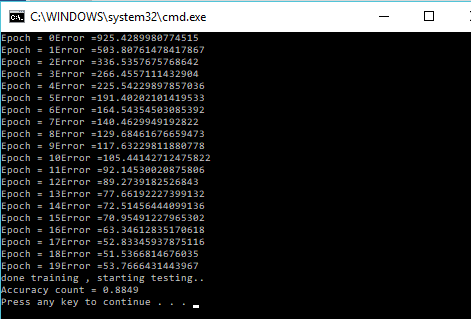 C:\WINDOWS\system32\cmd.exe
Epoch = 0Error =925.4289980774515
Epoch = 1Error =503.80761478417867
Epoch = 2Error =336.5357675768642
Epoch = 3Error =266.4557111432904
Epoch = 4Error =225.54229897857036
Epoch = 5Error =191.40202101419533
Epoch = 6Error =164.54354503085392
Epoch = 7Error =140.4629949192822
Epoch = 8Error =129.68461676659473
Epoch = 9Error =117.63229811880778
Epoch = 10Error =105.44142712475822
Epoch = 11Error =92.14530020875806
Epoch = 12Error =89.2739182526843
Epoch = 13Error =77.66192227399132
Epoch = 14Error =72.51456444099136
Epoch = 15Error =70.95491227965302
Epoch = 16Error =63.34612835170618
Epoch = 17Error =52.83345937875116
Epoch = 18Error =51.5366814676035
Epoch = 19Error =53.7666431443967
done training , starting testing..
Accuracy count = 0.8849
Press any key to continue . . .